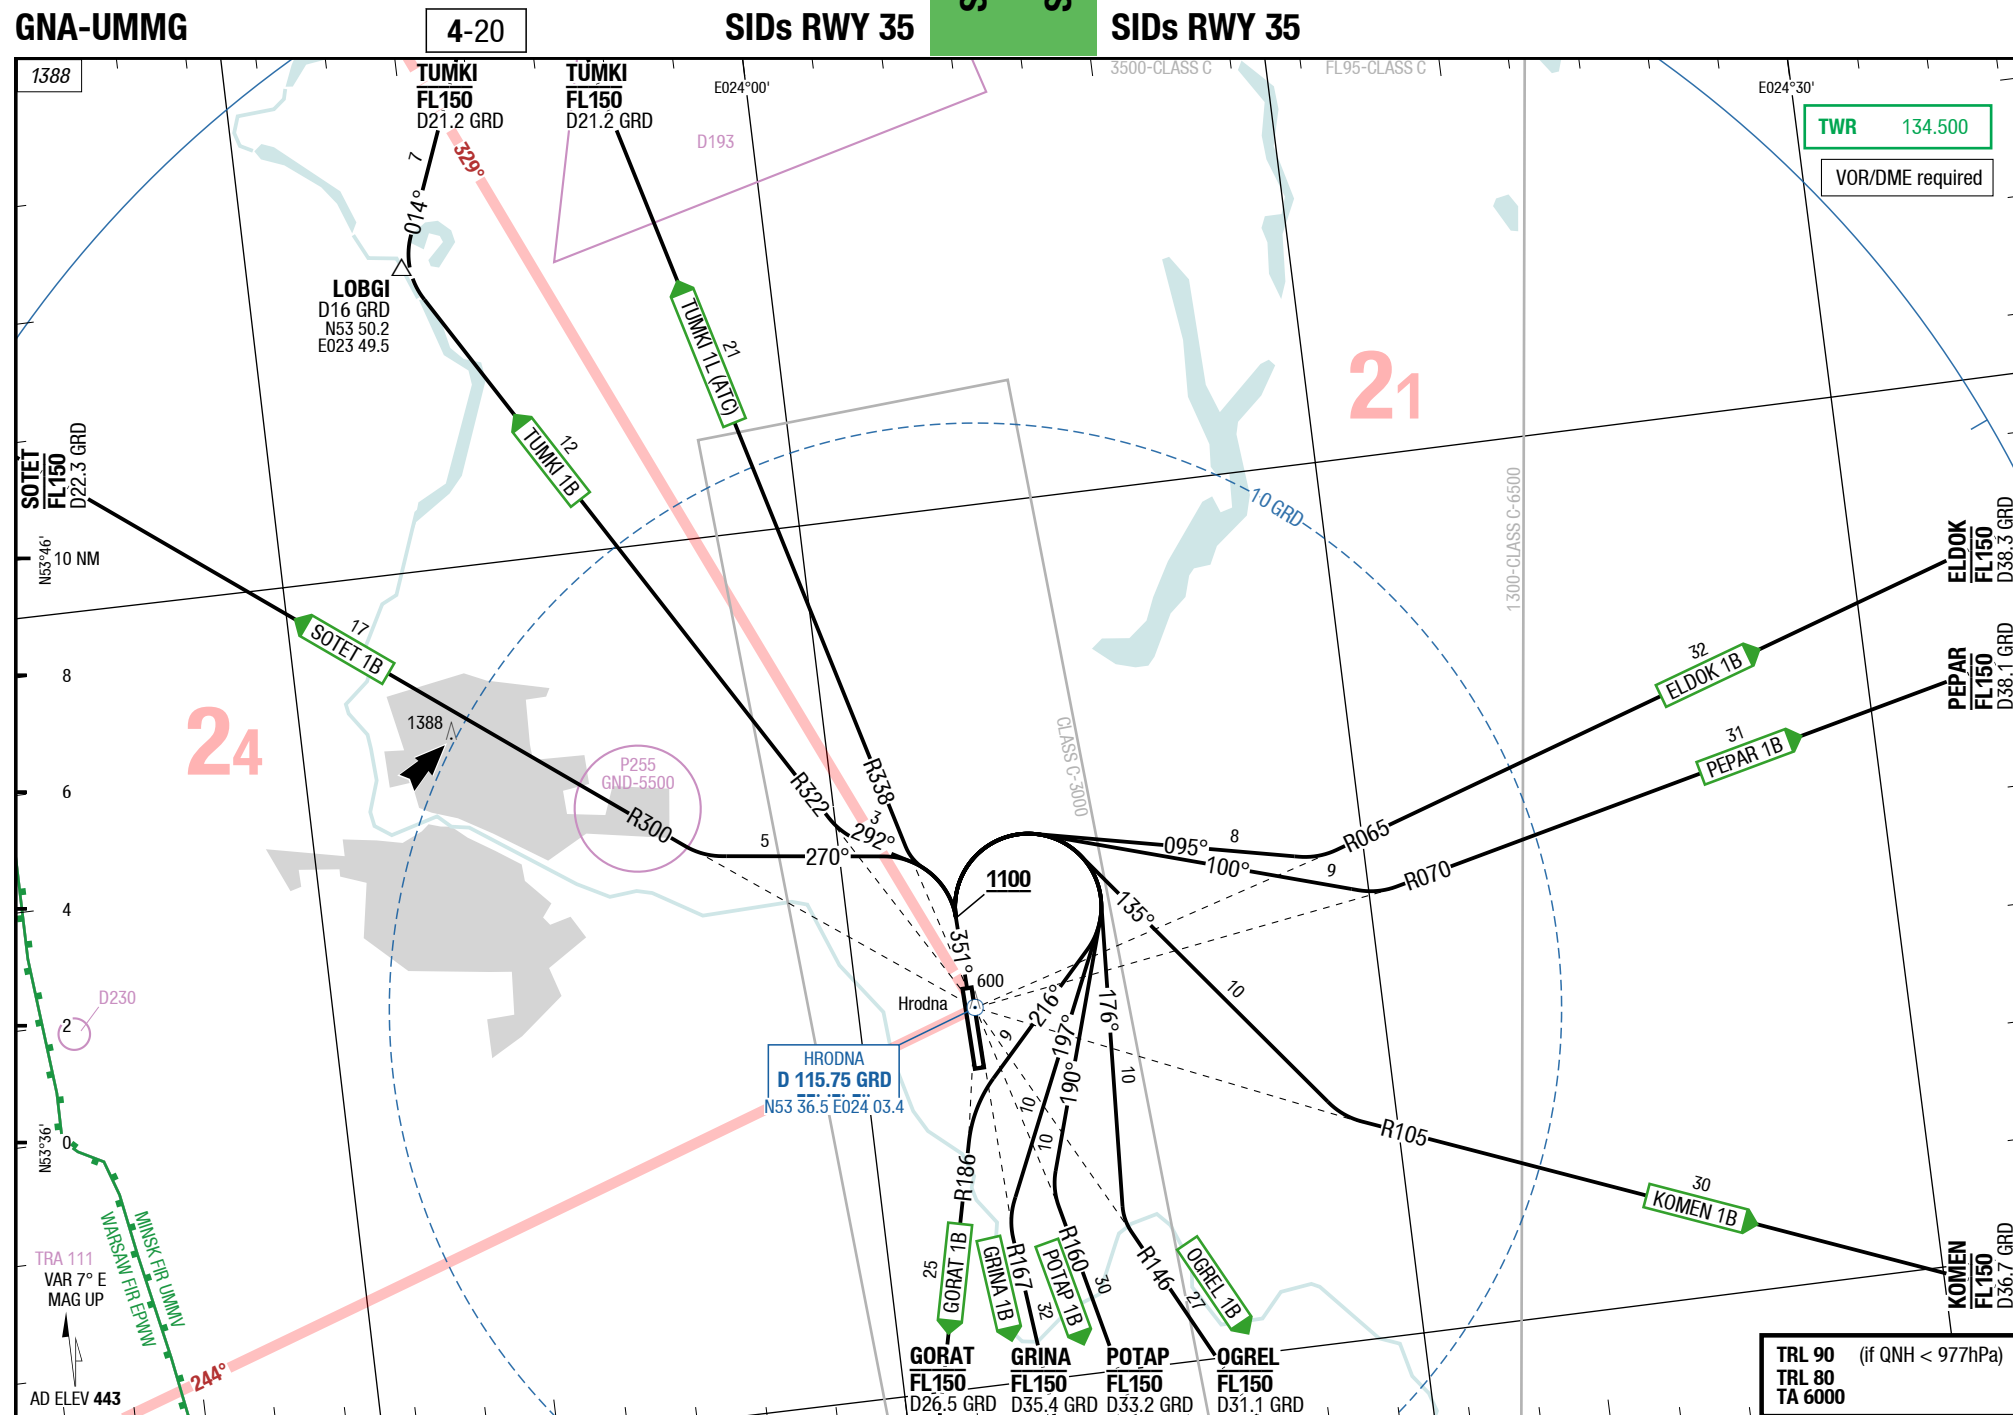 GNA-UMMG
4-20
SIDs RWY 35
SIDs RWY 35
1388
TUMKI
FL150
D21.2 GRD
TUMKI
FL150
D21.2 GRD
E024°00'
3500-CLASS C
FL95-CLASS C
E024°30'
TWR 134.500
VOR/DME required
D193
329°
7
014°
LOBGI
D16 GRD
N53 50.2
E023 49.5
21
TUMKI 1L (ATC)
12
TUMKI 1B
21
10 GRD
1300-CLASS C-6500
SOTET
FL150
D22.3 GRD
N53°46'
10 NM
17
SOTET 1B
8
24
1388
6
P255
GND-5500
R300
5
270°
R322
3
292°
R338
CLASS C-3000
ELDOK
FL150
D38.3 GRD
32
ELDOK 1B
PEPAR
FL150
D38.1 GRD
31
PEPAR 1B
095°
8
R065
100°
9
R070
1100
4
351°
135°
600
Hrodna
10
HRODNA
D 115.75 GRD
N53 36.5 E024 03.4
216°
9
197°
10
190°
10
176°
10
D230
2
N53°36'
0
R105
30
KOMEN 1B
KOMEN
FL150
D36.7 GRD
R186
25
GORAT 1B
GRINA 1B
R167
32
POTAP 1B
R160
30
R146
27
OGREL 1B
GORAT
FL150
D26.5 GRD
GRINA
FL150
D35.4 GRD
POTAP
FL150
D33.2 GRD
OGREL
FL150
D31.1 GRD
MINSK FIR UMMV
WARSAW FIR EPWW
TRA 111
VAR 7° E
MAG UP
AD ELEV 443
244°
TRL 90 (if QNH < 977hPa)
TRL 80
TA 6000